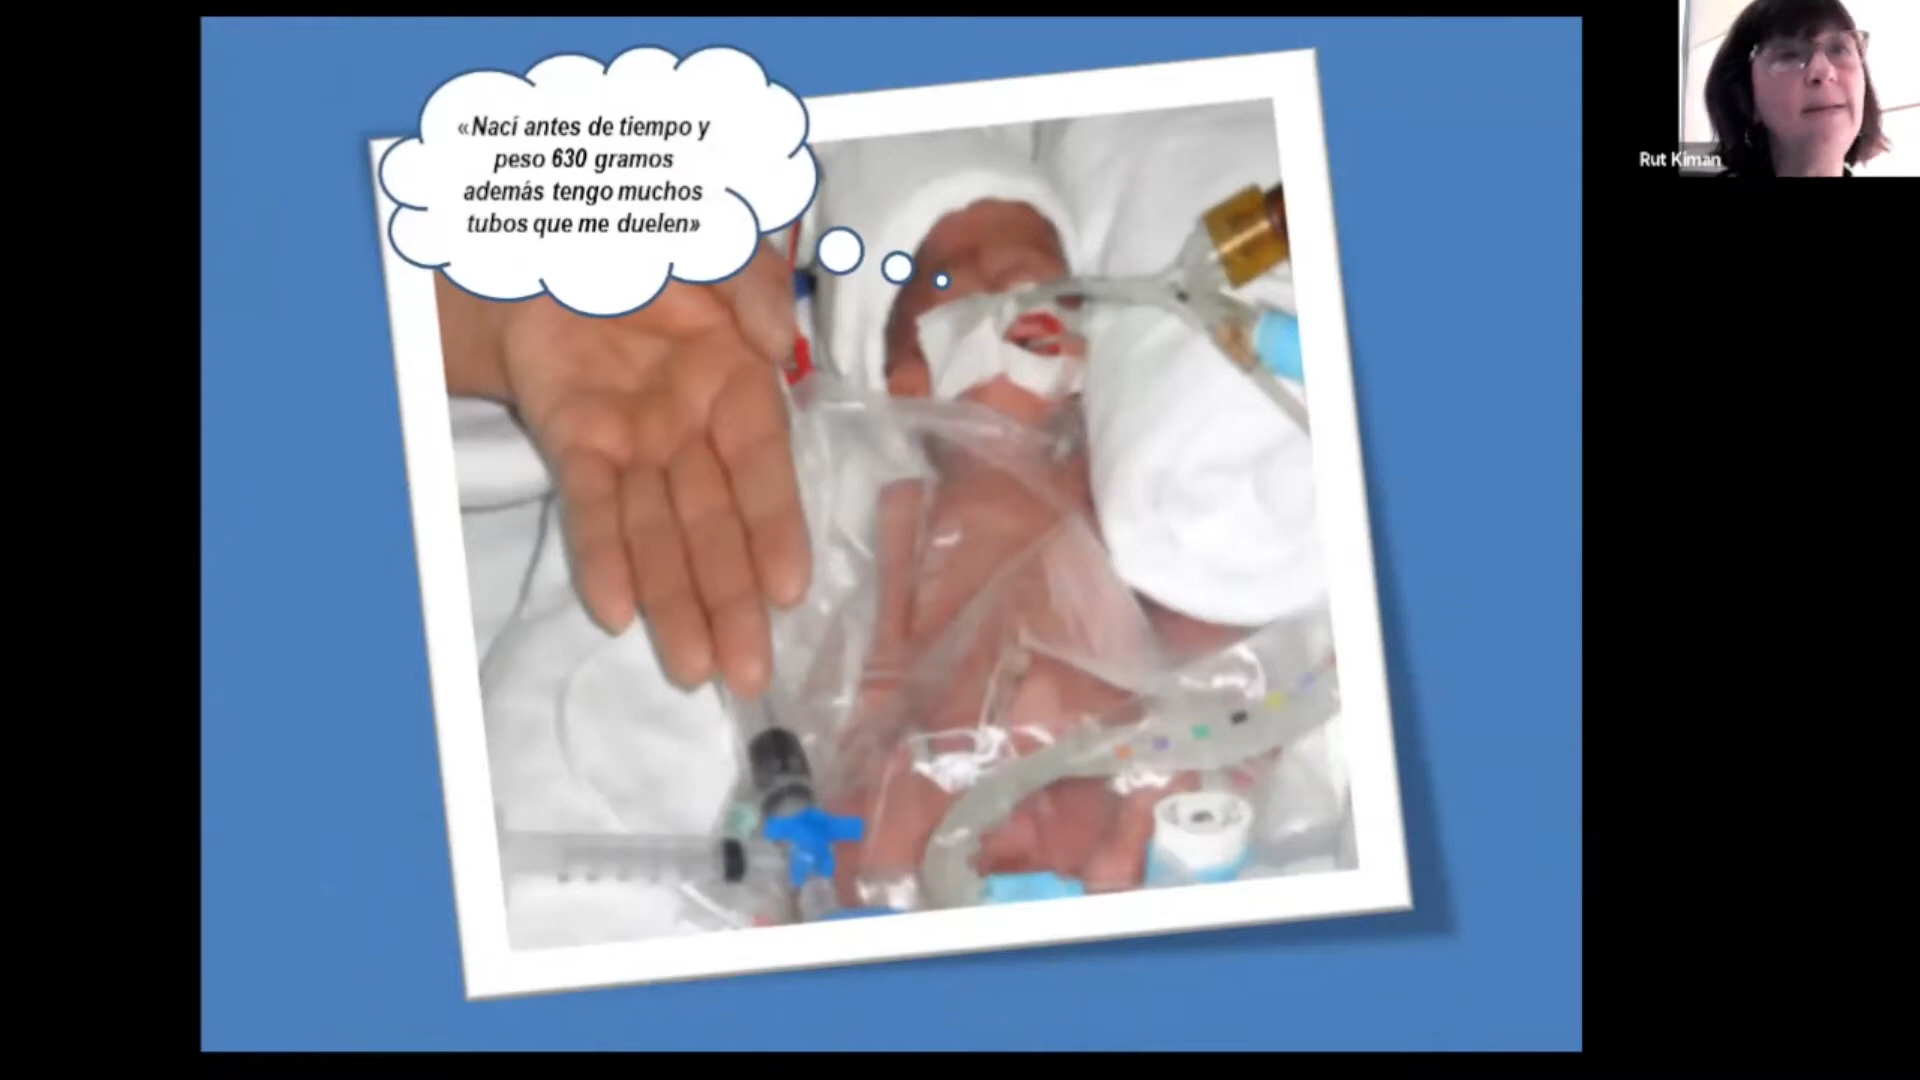 «Nací antes de tiempo y
peso 630 gramos
además tengo muchos
tubos que me duelen»
Rut Kiman